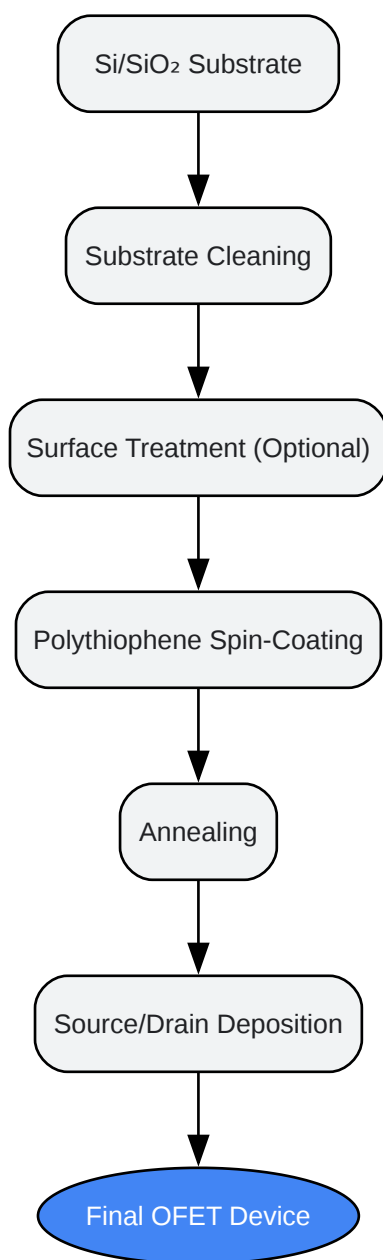 Si/SiO₂ Substrate
Substrate Cleaning
Surface Treatment (Optional)
Polythiophene Spin-Coating
Annealing
Source/Drain Deposition
Final OFET Device